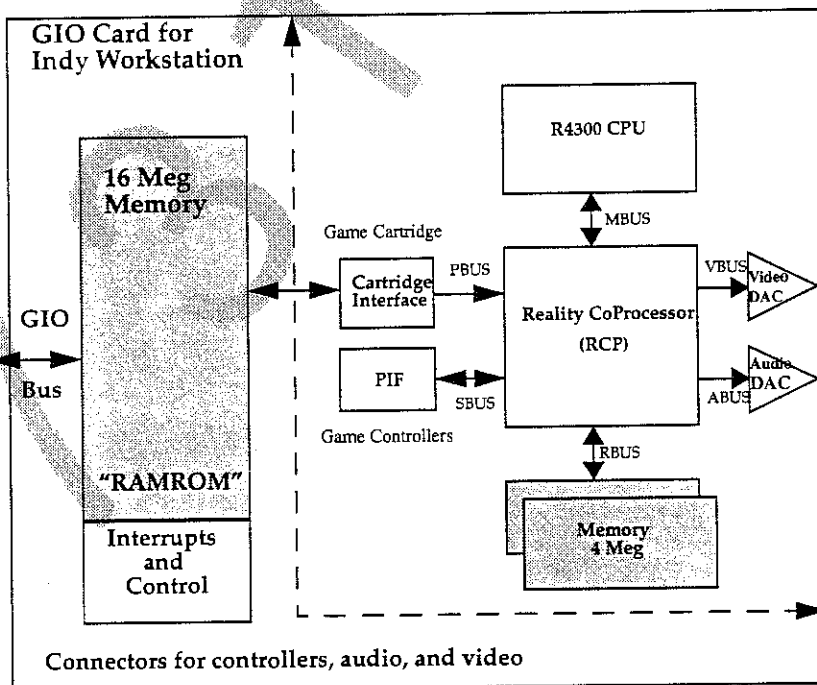 GIO Card for
Indy Workstation
16 Meg
Memory
GIO
Bus
"RAMROM"
Interrupts
and
Control
R4300 CPU
MBUS
Game Cartridge
Cartridge
Interface
PBUS
Reality CoProcessor
(RCP)
VBUS
Video
DAC
PIF
SBUS
Game Controllers
Audio
DAC
ABUS
RBUS
Memory
4 Meg
Connectors for controllers, audio, and video